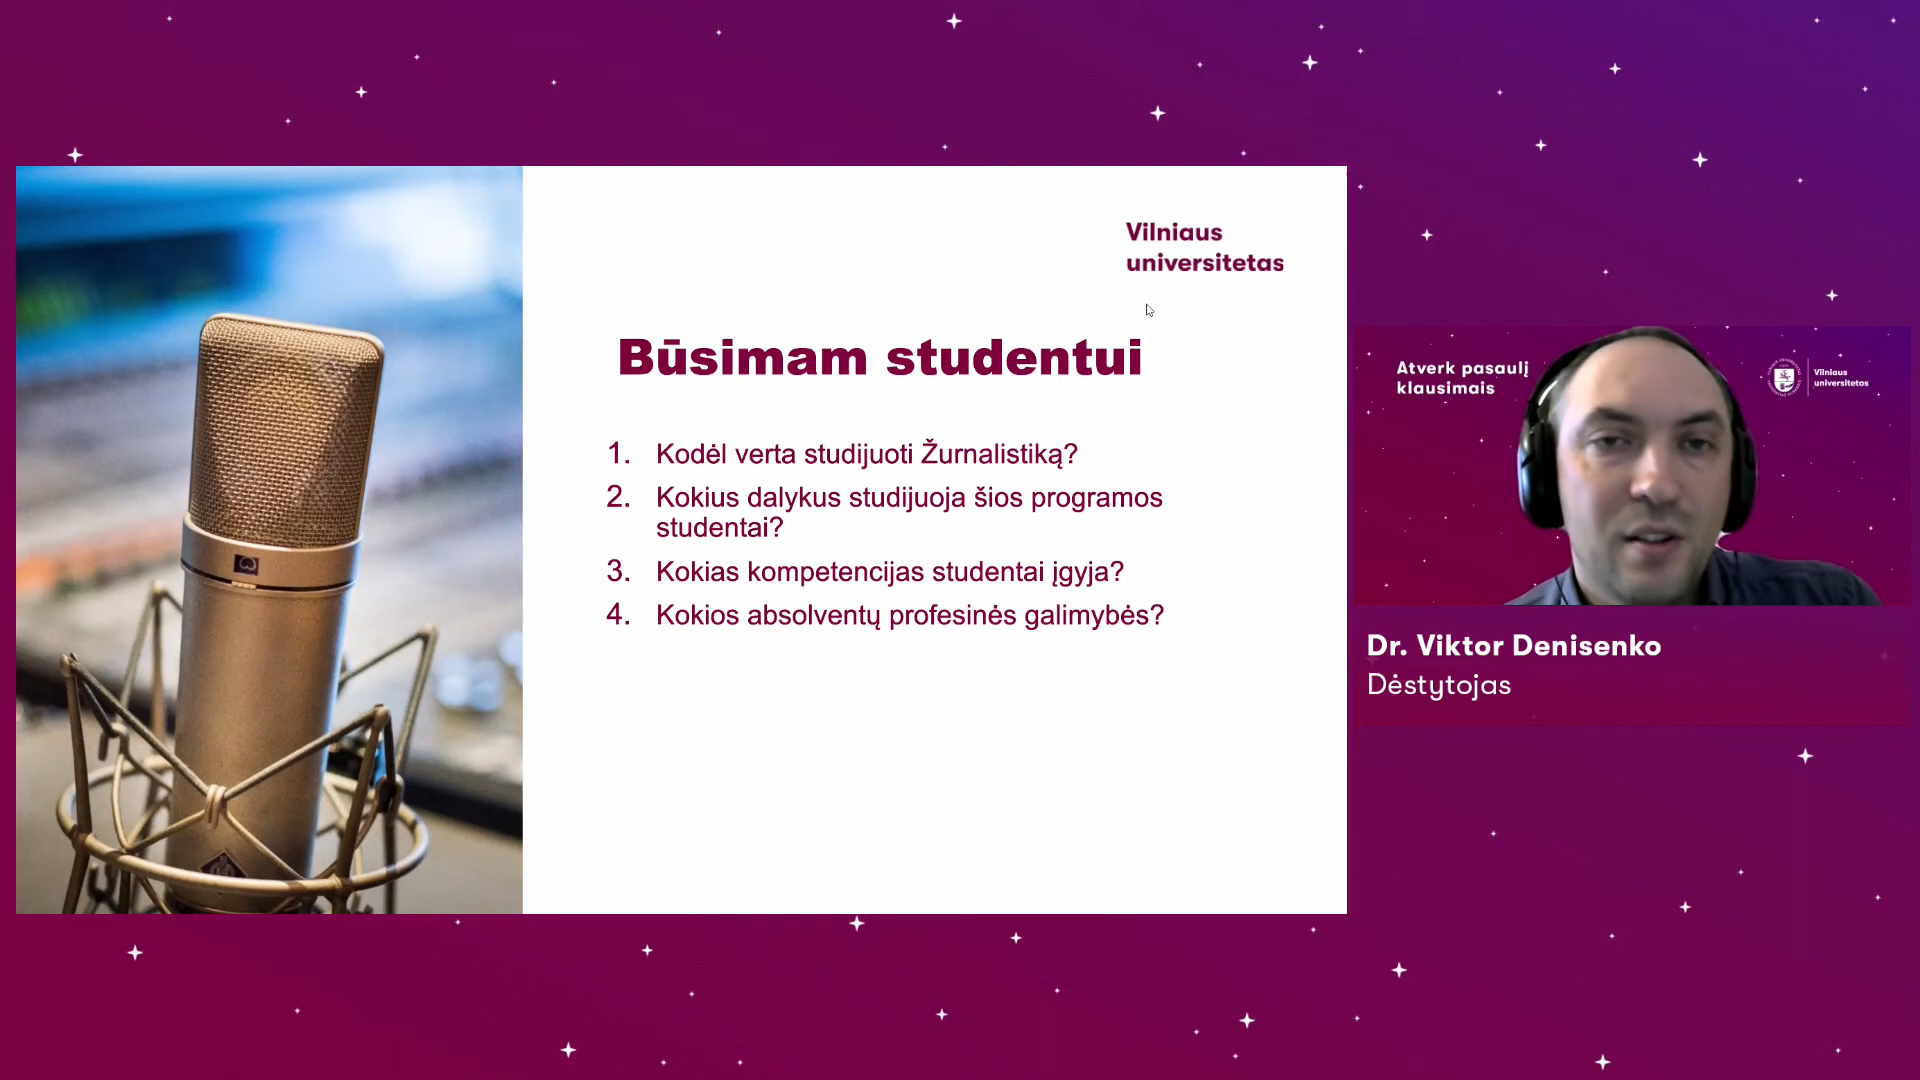 Vilniaus
universitetas
Būsimam studentui
1. Kodėl verta studijuoti Žurnalistiką?
2. Kokius dalykus studijuoja šios programos
studentai?
3. Kokias kompetencijas studentai įgyja?
4. Kokios absolventų profesinės galimybės?
Atverk pasaulį
klausimais
Vilniaus
universitetas
Dr. Viktor Denisenko
Dėstytojas